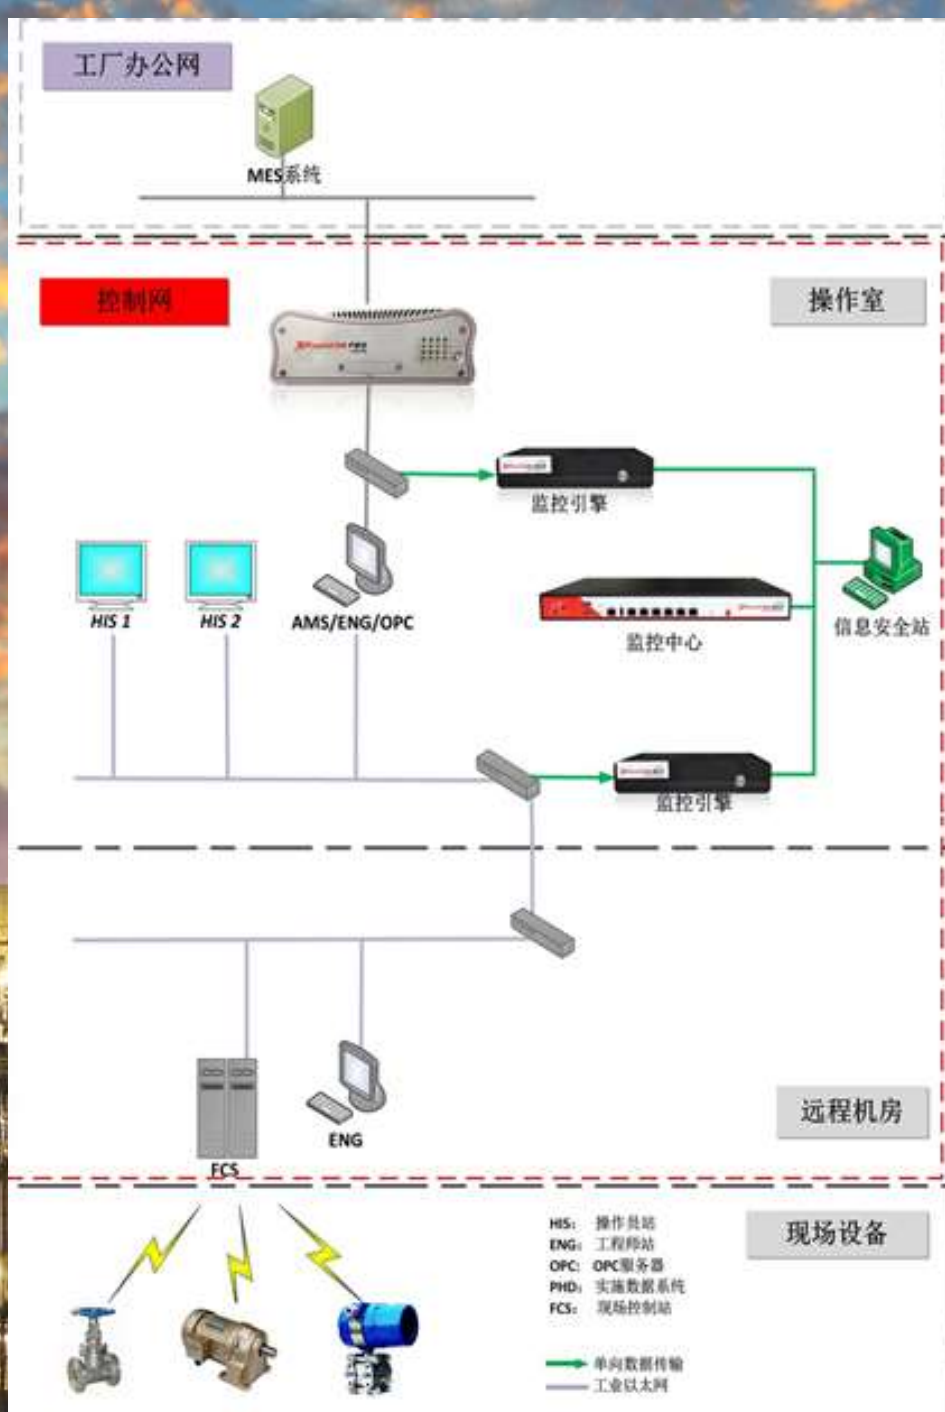 工厂办公网
MES系统
控制网
操作室
监控引擎
HIS 1
HIS 2
AMS/ENG/OPC
监控中心
信息安全站
监控引擎
ENG
远程机房
FCS
现场设备
HIS: 操作员站
ENG: 工程师站
OPC: OPC服务器
PHD: 实施数据系统
FCS: 现场控制站
单向数据传输
工业以太网